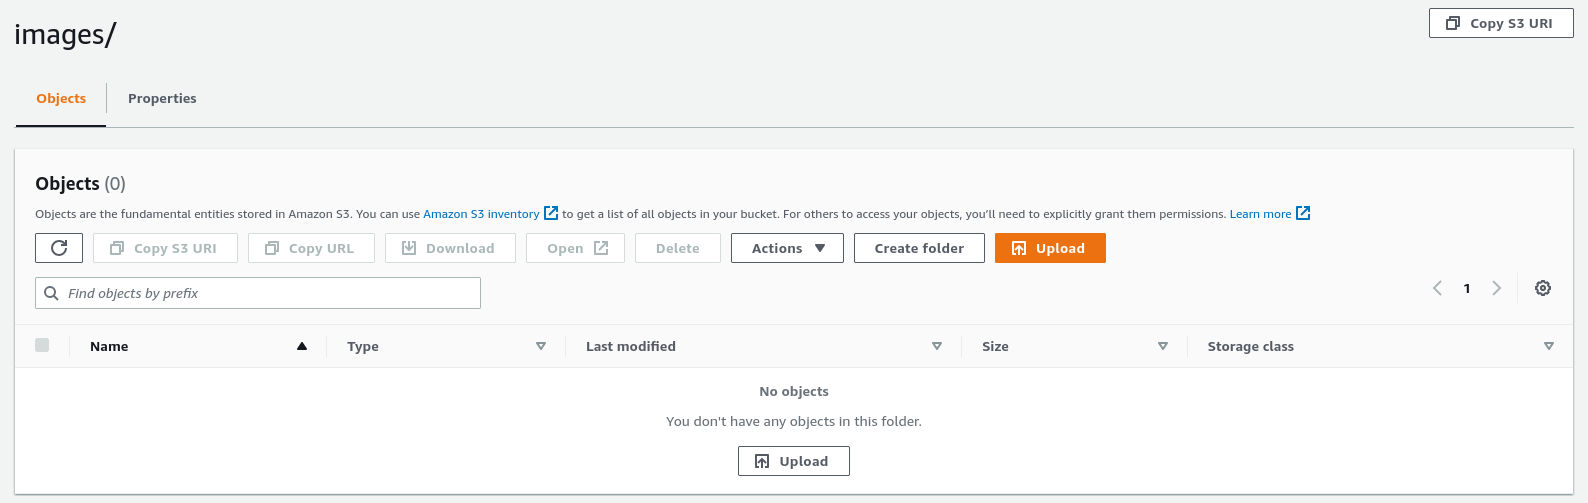 images/
Copy S3 URI
Objects
Properties
Objects (0)
Objects are the fundamental entities stored in Amazon S3. You can use Amazon S3 inventory to get a list of all objects in your bucket. For others to access your objects, you'll need to explicitly grant them permissions. Learn more
Copy S3 URI Copy URL Download Open Delete Actions Create folder Upload
Find objects by prefix
1
Name Type Last modified Size Storage class
No objects
You don't have any objects in this folder.
Upload